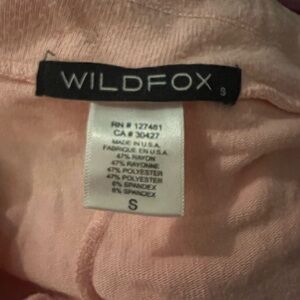 WILDFOX S
RN # 127481
CA # 30427
MADE IN U.S.A.
FABRIQUE EN U.S.A.
47% RAYON
47% RAYONNE
47% POLYESTER
47% POLYESTER
6% SPANDEX
6% SPANDEX
S